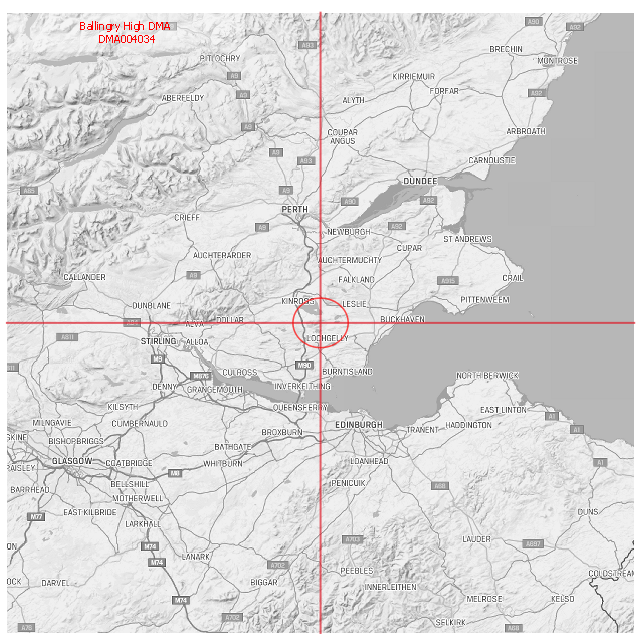 Ballingry High DMA
DMA004034
A90
A92
A93
BRECHIN
PITLOCHRY
MONTROSE
A9
KIRRIEMUIR
FORFAR
A9
ABERFELDY
ALYTH
A92
A9
COUPAR
ANGUS
ARBROATH
A9
A93
CARNOUSTIE
A85
A9
DUNDEE
PERTH
A90
A92
CRIEFF
A9
A92
NEWBURGH
ST ANDREWS
CUPAR
AUCHTERARDER
AUCHTERMUCHTY
CALLANDER
A9
FALKLAND
A915
CRAIL
KINROSS
LESLIE
PITTENWEEM
DUNBLANE
ALVA
DOLLAR
BUCKHAVEN
A811
STIRLING
ALLOA
LOCHGELLY
M9
M90
CULROSS
BURNTISLAND
M876
NORTH BERWICK
DENNY
GRANGEMOUTH
INVERKEITHING
KILSYTH
QUEENSFERRY
EAST LINTON
A1
MILNGAVIE
CUMBERNAULD
EDINBURGH
HADDINGTON
TRANENT
A1
SKINE
BISHOPBRIGGS
BROXBURN
BATHGATE
GLASGOW
COATBRIDGE
WHITBURN
LOANHEAD
A1
PAISLEY
M8
BARRHEAD
BELLSHILL
PENICUIK
A68
MOTHERWELL
M77
EAST KILBRIDE
LARKHALL
DUNS
ON
M74
A703
LAUDER
A697
M74
LANARK
A702
PEEBLES
COLDSTREAM
OCK
DARVEL
BIGGAR
INNERLEITHEN
M74
MELROSE
KELSO
A702
SELKIRK
A76
A68